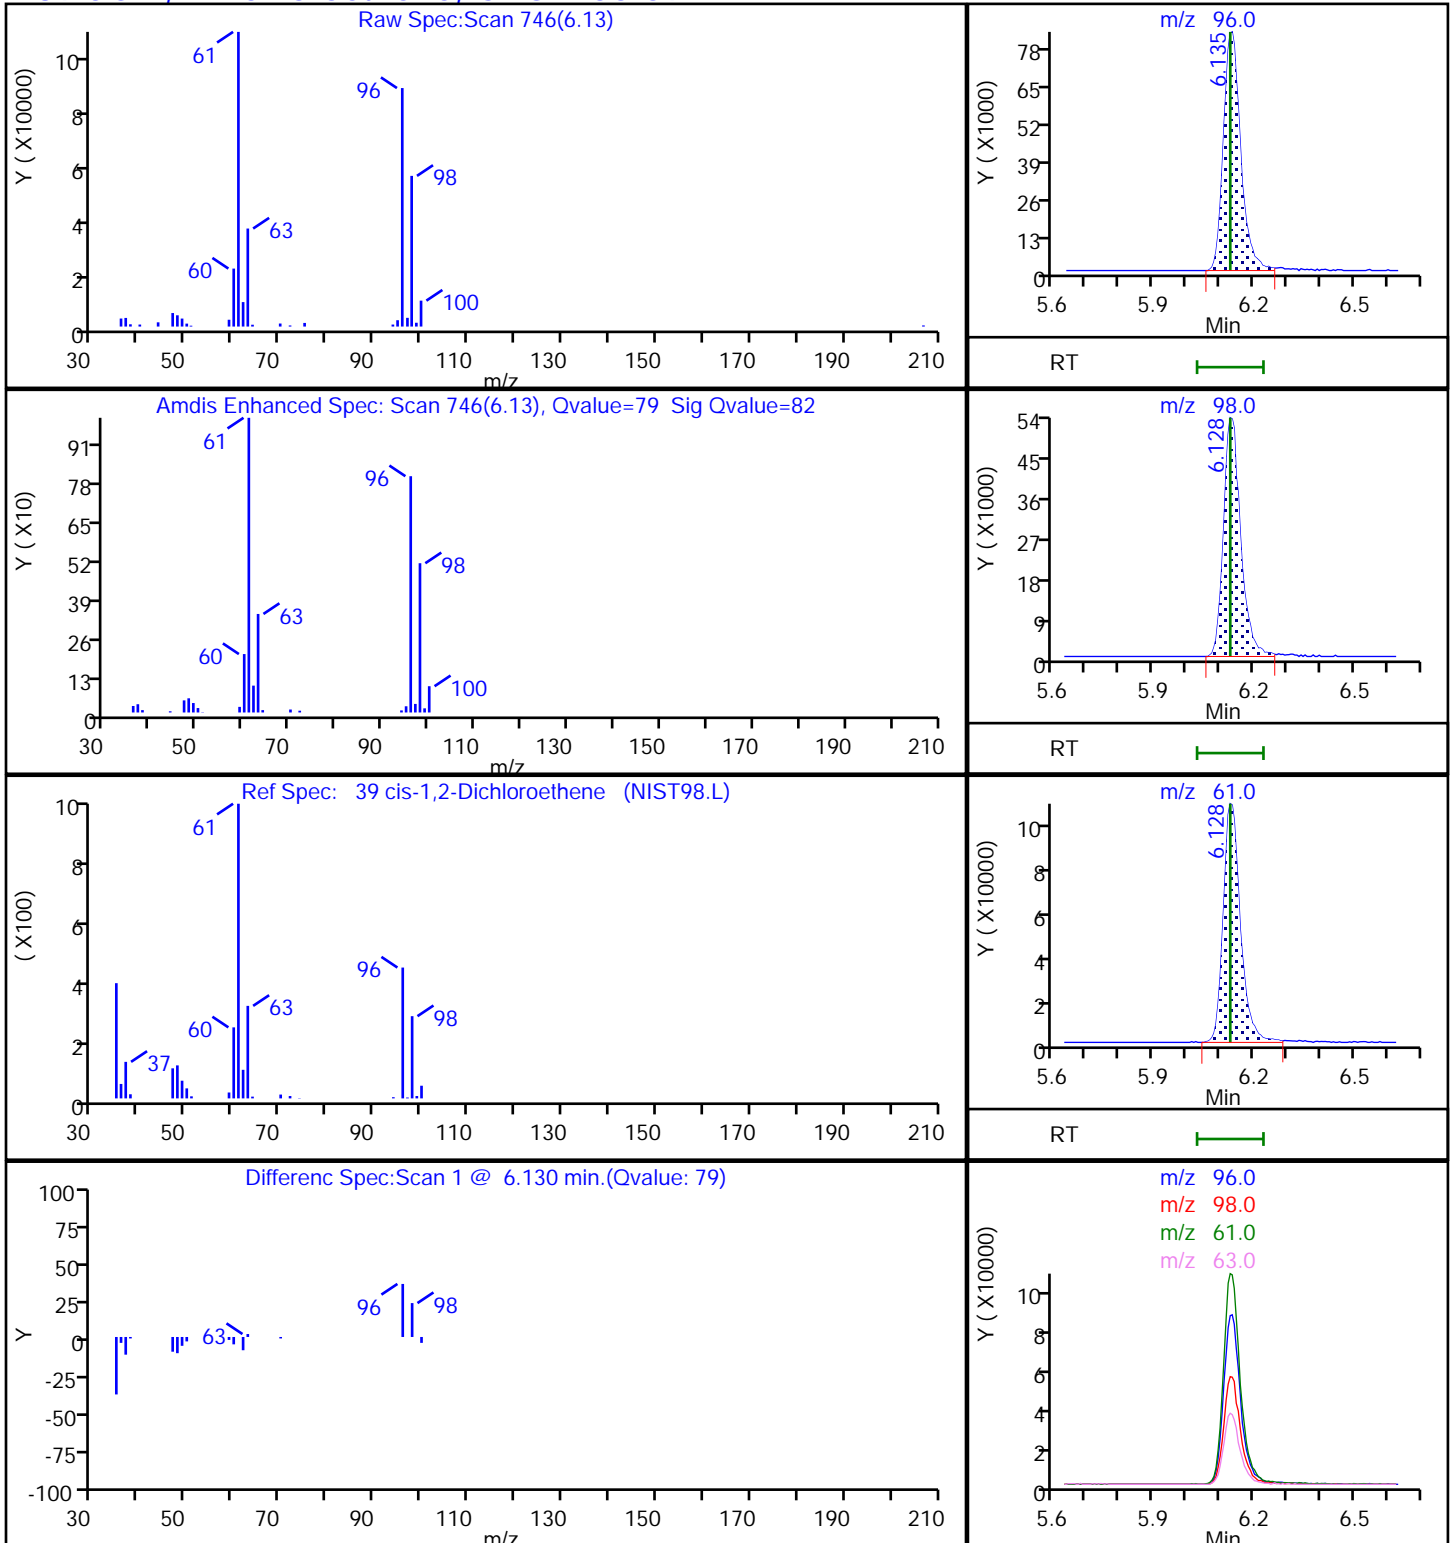 Raw Spec:Scan 746(6.13)
Y ( X10000)
10
8
6
4
2
0
61
96
98
63
60
100
30 50 70 90 110 130 150 170 190 210
m/z
m/z 96.0
Y ( X1000)
78
65
52
39
26
13
0
6.135
5.6 5.9 6.2 6.5
Min
RT
Amdis Enhanced Spec: Scan 746(6.13), Qvalue=79 Sig Qvalue=82
Y ( X10)
91
78
65
52
39
26
13
0
61
96
98
63
60
100
30 50 70 90 110 130 150 170 190 210
m/z
m/z 98.0
Y ( X1000)
54
45
36
27
18
9
0
6.128
5.6 5.9 6.2 6.5
Min
RT
Ref Spec: 39 cis-1,2-Dichloroethene (NIST98.L)
( X100)
10
8
6
4
2
0
61
96
63
98
60
37
30 50 70 90 110 130 150 170 190 210
m/z 61.0
Y ( X10000)
10
8
6
4
2
0
6.128
5.6 5.9 6.2 6.5
Min
RT
Differenc Spec:Scan 1 @ 6.130 min.(Qvalue: 79)
Y
100
75
50
25
0
-25
-50
-75
-100
96
98
63
30 50 70 90 110 130 150 170 190 210
m/z
m/z 96.0
m/z 98.0
m/z 61.0
m/z 63.0
Y ( X10000)
10
8
6
4
2
0
5.6 5.9 6.2 6.5
Min